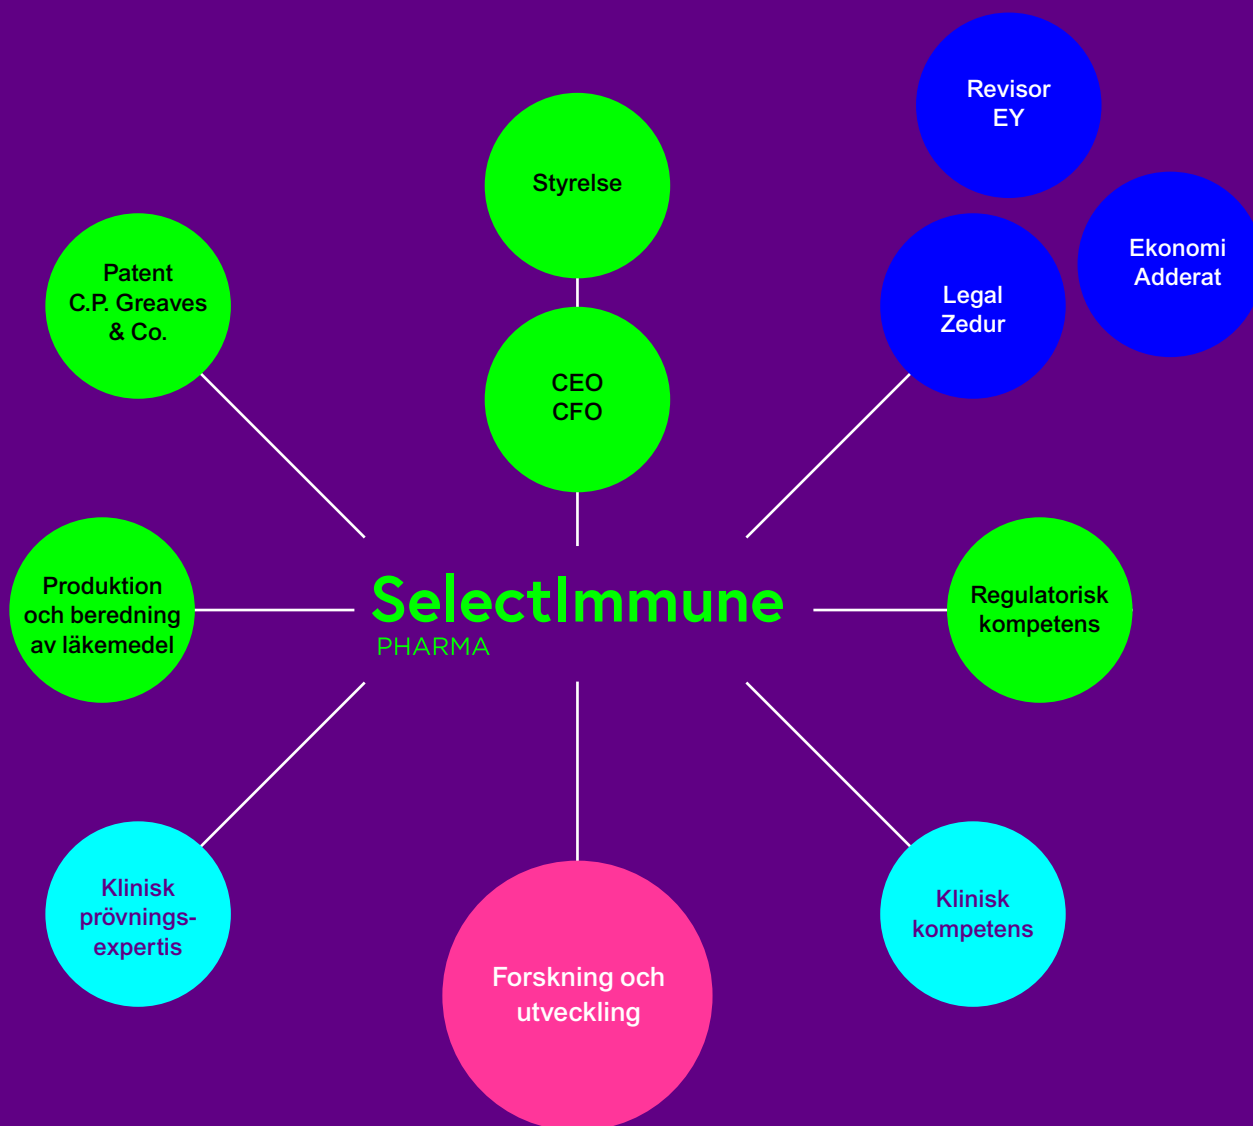 Revisor
EY
Styrelse
Ekonomi
Adderat
Patent
C.P. Greaves
& Co.
Legal
Zedur
CEO
CFO
Produktion
och beredning
av läkemedel
SelectImmune
PHARMA
Regulatorisk
kompetens
Klinisk
prövnings-
expertis
Klinisk
kompetens
Forskning och
utveckling